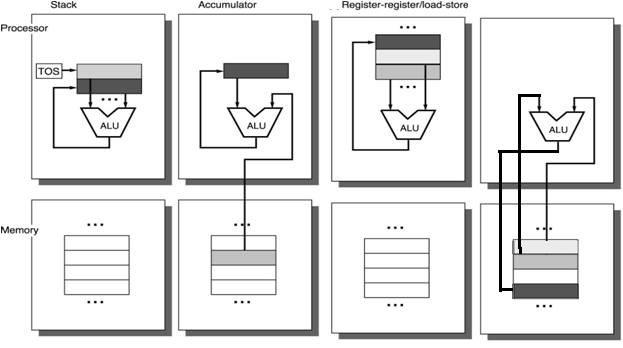 Stack Accumulator Register-register/load-store
Processor
TOS
ALU ALU ALU ALU
Memory